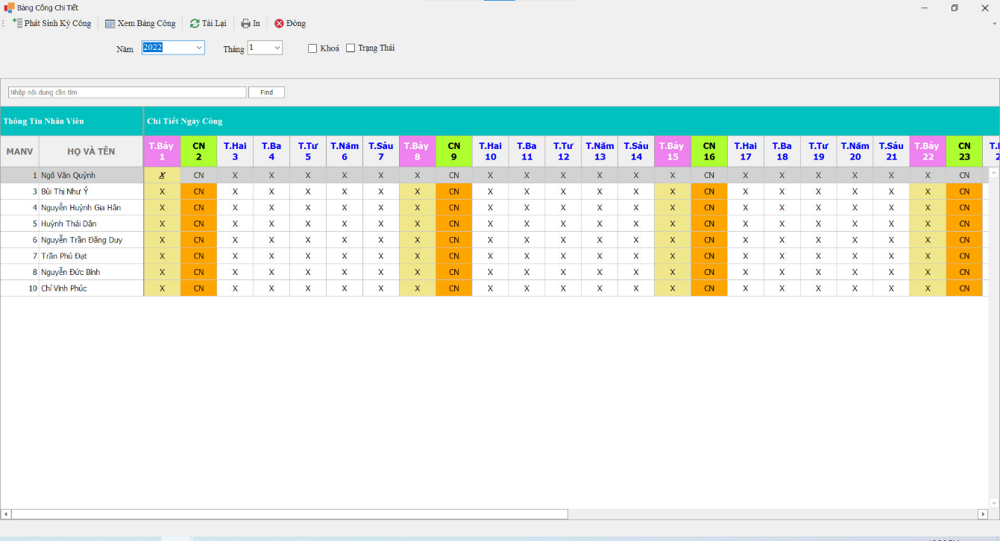 Bảng Công Chi Tiết
Phát Sinh Kỳ Công Xem Bảng Công Tải Lại In Đóng
Năm 2022 Tháng 1 Khoá Trạng Thái
Nhập nội dung cần tìm Find
Thông Tin Nhân Viên Chi Tiết Ngày Công
T.Bảy CN T.Hai T.Ba T.Tư T.Năm T.Sáu T.Bảy CN T.Hai T.Ba T.Tư T.Năm T.Sáu T.Bảy CN T.Hai T.Ba T.Tư T.Năm T.Sáu T.Bảy CN
MANV HỌ VÀ TÊN
1 2 3 4 5 6 7 8 9 10 11 12 13 14 15 16 17 18 19 20 21 22 23
1 Ngô Văn Quỳnh X CN X X X X X X CN X X X X X X CN X X X X X X CN
3 Bùi Thị Như Ý X CN X X X X X X CN X X X X X X CN X X X X X X CN
4 Nguyễn Huỳnh Gia Hân X CN X X X X X X CN X X X X X X CN X X X X X X CN
5 Huỳnh Thái Dân X CN X X X X X X CN X X X X X X CN X X X X X X CN
6 Nguyễn Trần Đăng Duy X CN X X X X X X CN X X X X X X CN X X X X X X CN
7 Trần Phú Đạt X CN X X X X X X CN X X X X X X CN X X X X X X CN
8 Nguyễn Đức Bình X CN X X X X X X CN X X X X X X CN X X X X X X CN
10 Chí Vinh Phúc X CN X X X X X X CN X X X X X X CN X X X X X X CN